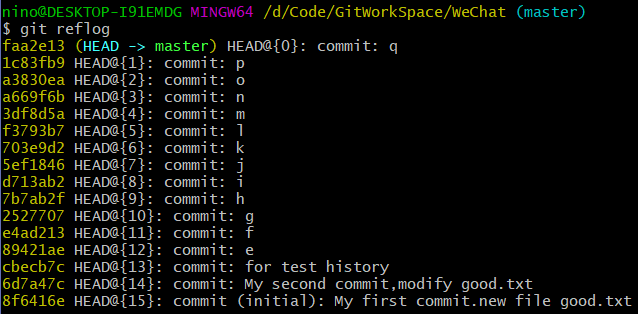 nino@DESKTOP-I91EMDG MINGW64 /d/Code/GitWorkSpace/WeChat (master)
$ git reflog
faa2e13 (HEAD -> master) HEAD@{0}: commit: q
1c83fb9 HEAD@{1}: commit: p
a3830ea HEAD@{2}: commit: o
a669f6b HEAD@{3}: commit: n
3df8d5a HEAD@{4}: commit: m
f3793b7 HEAD@{5}: commit: l
703e9d2 HEAD@{6}: commit: k
5ef1846 HEAD@{7}: commit: j
d713ab2 HEAD@{8}: commit: i
7b7ab2f HEAD@{9}: commit: h
2527707 HEAD@{10}: commit: g
e4ad213 HEAD@{11}: commit: f
89421ae HEAD@{12}: commit: e
cbecb7c HEAD@{13}: commit: for test history
6d7a47c HEAD@{14}: commit: My second commit,modify good.txt
8f6416e HEAD@{15}: commit (initial): My first commit.new file good.txt